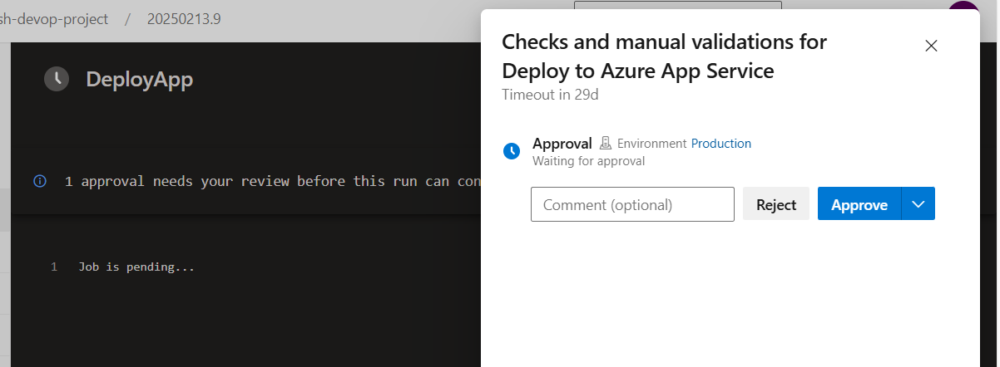 sh-devop-project / 20250213.9
DeployApp
1 approval needs your review before this run can con
1 Job is pending...
Checks and manual validations for
Deploy to Azure App Service
Timeout in 29d
Approval Environment Production
Waiting for approval
Comment (optional) Reject Approve